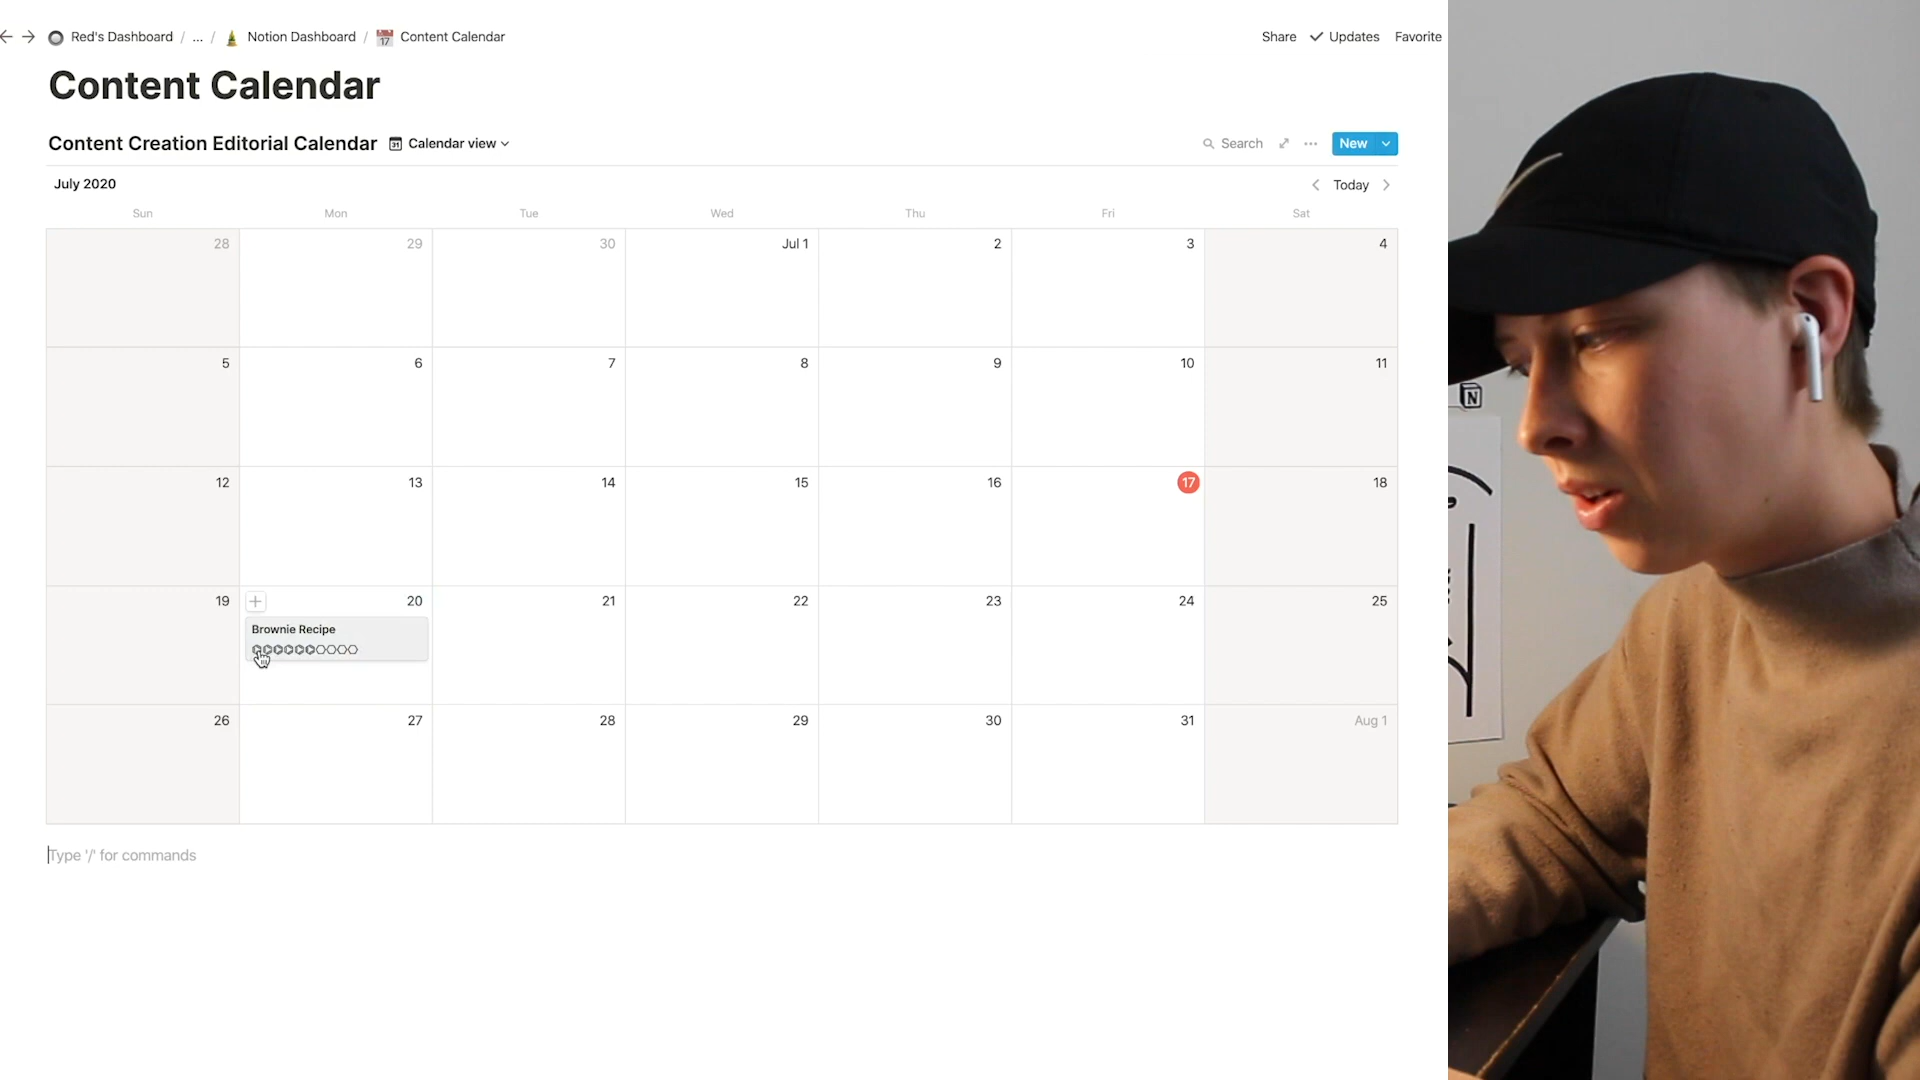 Red's Dashboard / ... / Notion Dashboard / Content Calendar
Share Updates Favorite
Content Calendar
Content Creation Editorial Calendar Calendar view
Search ... New
July 2020
Today
Sun Mon Tue Wed Thu Fri Sat
28 29 30 Jul 1 2 3 4
5 6 7 8 9 10 11
12 13 14 15 16 17 18
19 20 21 22 23 24 25
Brownie Recipe
26 27 28 29 30 31 Aug 1
Type '/' for commands
N